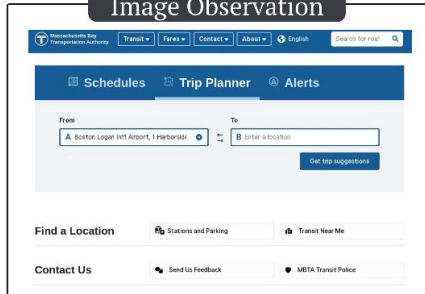 Image Observation
Massachusetts Bay
Transportation Authority
Transit
Fares
Contact
About
English
Search for rout
Schedules
Trip Planner
Alerts
From
To
A Boston Logan Int'l Airport, 1 Harborside
B Enter a location
Get trip suggestions
Find a Location
Stations and Parking
Transit Near Me
Contact Us
Send Us Feedback
MBTA Transit Police